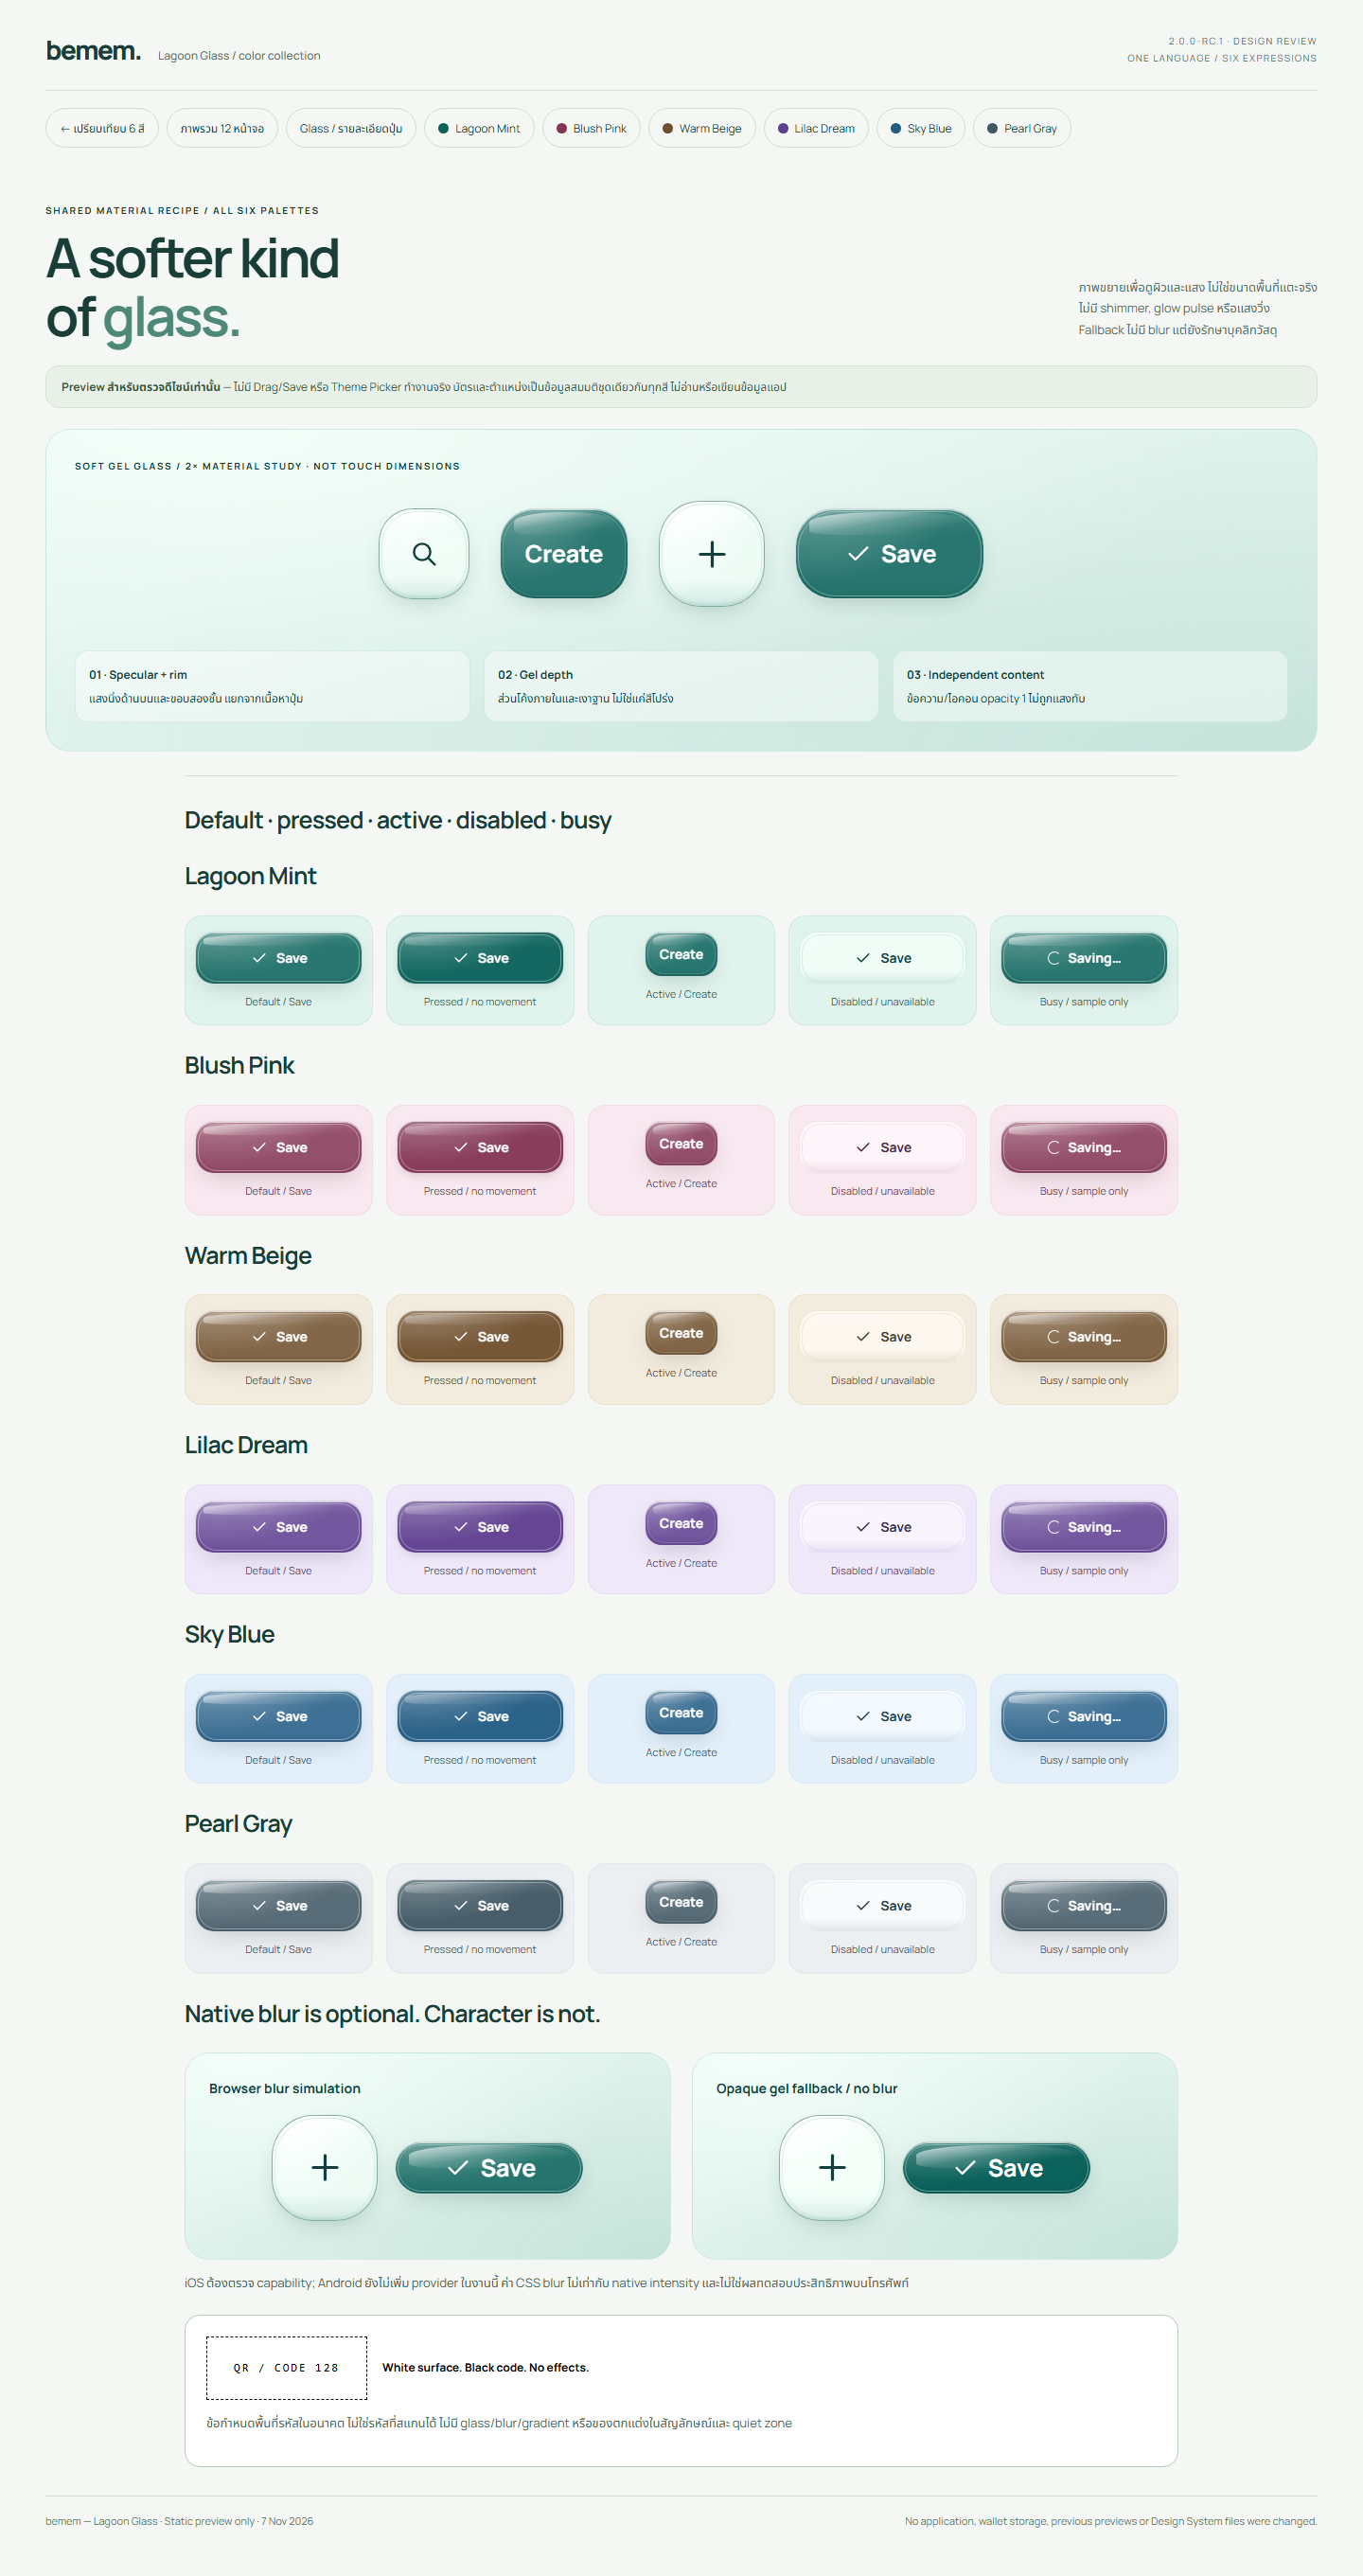 bemem. Lagoon Glass / color collection
2.0.0-RC.1 · DESIGN REVIEW
ONE LANGUAGE / SIX EXPRESSIONS
← เปรียบเทียบ 6 สี
ภาพรวม 12 หน้าจอ
Glass / รายละเอียดปุ่ม
Lagoon Mint
Blush Pink
Warm Beige
Lilac Dream
Sky Blue
Pearl Gray
SHARED MATERIAL RECIPE / ALL SIX PALETTES
A softer kind
of glass.
ภาพขยายเพื่อดูผิวและแสง ไม่ใช่ขนาดพื้นที่แตะจริง
ไม่มี shimmer, glow pulse หรือแสงวิ่ง
Fallback ไม่มี blur แต่ยังรักษาบุคลิกวัสดุ
Preview สำหรับตรวจดีไซน์เท่านั้น — ไม่มี Drag/Save หรือ Theme Picker ทำงานจริง บัตรและตำแหน่งเป็นข้อมูลสมมติชุดเดียวกันทุกสี ไม่อ่านหรือเขียนข้อมูลแอป
SOFT GEL GLASS / 2× MATERIAL STUDY · NOT TOUCH DIMENSIONS
Create
Save
01 · Specular + rim
แสงนิ่งด้านบนและขอบสองชั้น แยกจากเนื้อหาปุ่ม
02 · Gel depth
ส่วนโค้งภายในและเงาฐาน ไม่ใช่แค่สีโปร่ง
03 · Independent content
ข้อความ/ไอคอน opacity 1 ไม่ถูกแสงทับ
Default · pressed · active · disabled · busy
Lagoon Mint
Save
Save
Create
Save
Saving…
Default / Save
Pressed / no movement
Active / Create
Disabled / unavailable
Busy / sample only
Blush Pink
Save
Save
Create
Save
Saving…
Default / Save
Pressed / no movement
Active / Create
Disabled / unavailable
Busy / sample only
Warm Beige
Save
Save
Create
Save
Saving…
Default / Save
Pressed / no movement
Active / Create
Disabled / unavailable
Busy / sample only
Lilac Dream
Save
Save
Create
Save
Saving…
Default / Save
Pressed / no movement
Active / Create
Disabled / unavailable
Busy / sample only
Sky Blue
Save
Save
Create
Save
Saving…
Default / Save
Pressed / no movement
Active / Create
Disabled / unavailable
Busy / sample only
Pearl Gray
Save
Save
Create
Save
Saving…
Default / Save
Pressed / no movement
Active / Create
Disabled / unavailable
Busy / sample only
Native blur is optional. Character is not.
Browser blur simulation
Save
Opaque gel fallback / no blur
Save
iOS ต้องตรวจ capability; Android ยังไม่เพิ่ม provider ในงานนี้ ค่า CSS blur ไม่เท่ากับ native intensity และไม่ใช่ผลทดสอบประสิทธิภาพบนโทรศัพท์
QR / CODE 128
White surface. Black code. No effects.
ข้อกำหนดพื้นที่รหัสในอนาคต ไม่ใช่รหัสที่สแกนได้ ไม่มี glass/blur/gradient หรือของตกแต่งในสัญลักษณ์และ quiet zone
bemem — Lagoon Glass · Static preview only · 7 Nov 2026
No application, wallet storage, previous previews or Design System files were changed.